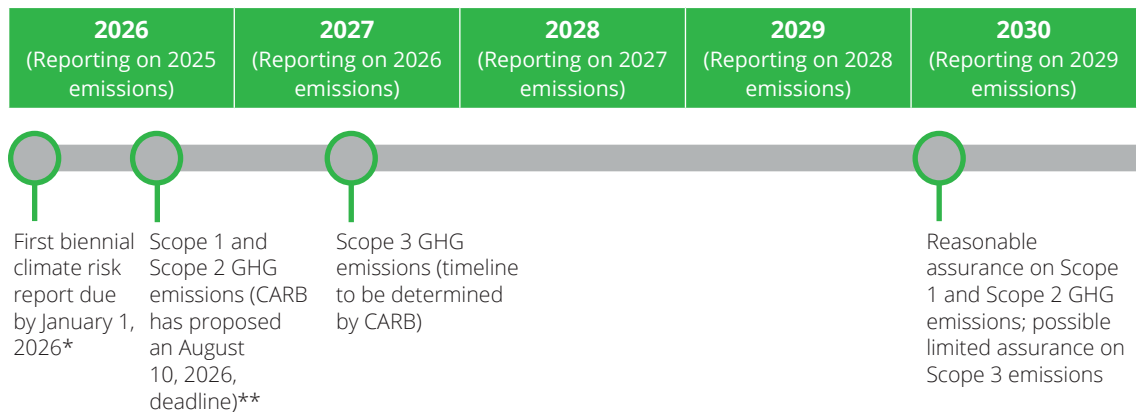 2026
(Reporting on 2025
emissions)
2027
(Reporting on 2026
emissions)
2028
(Reporting on 2027
emissions)
2029
(Reporting on 2028
emissions)
2030
(Reporting on 2029
emissions)
First biennial
climate risk
report due
by January 1,
2026*
Scope 1 and
Scope 2 GHG
emissions (CARB
has proposed
an August
10, 2026,
deadline)**
Scope 3 GHG
emissions (timeline
to be determined
by CARB)
Reasonable
assurance on Scope
1 and Scope 2 GHG
emissions; possible
limited assurance on
Scope 3 emissions